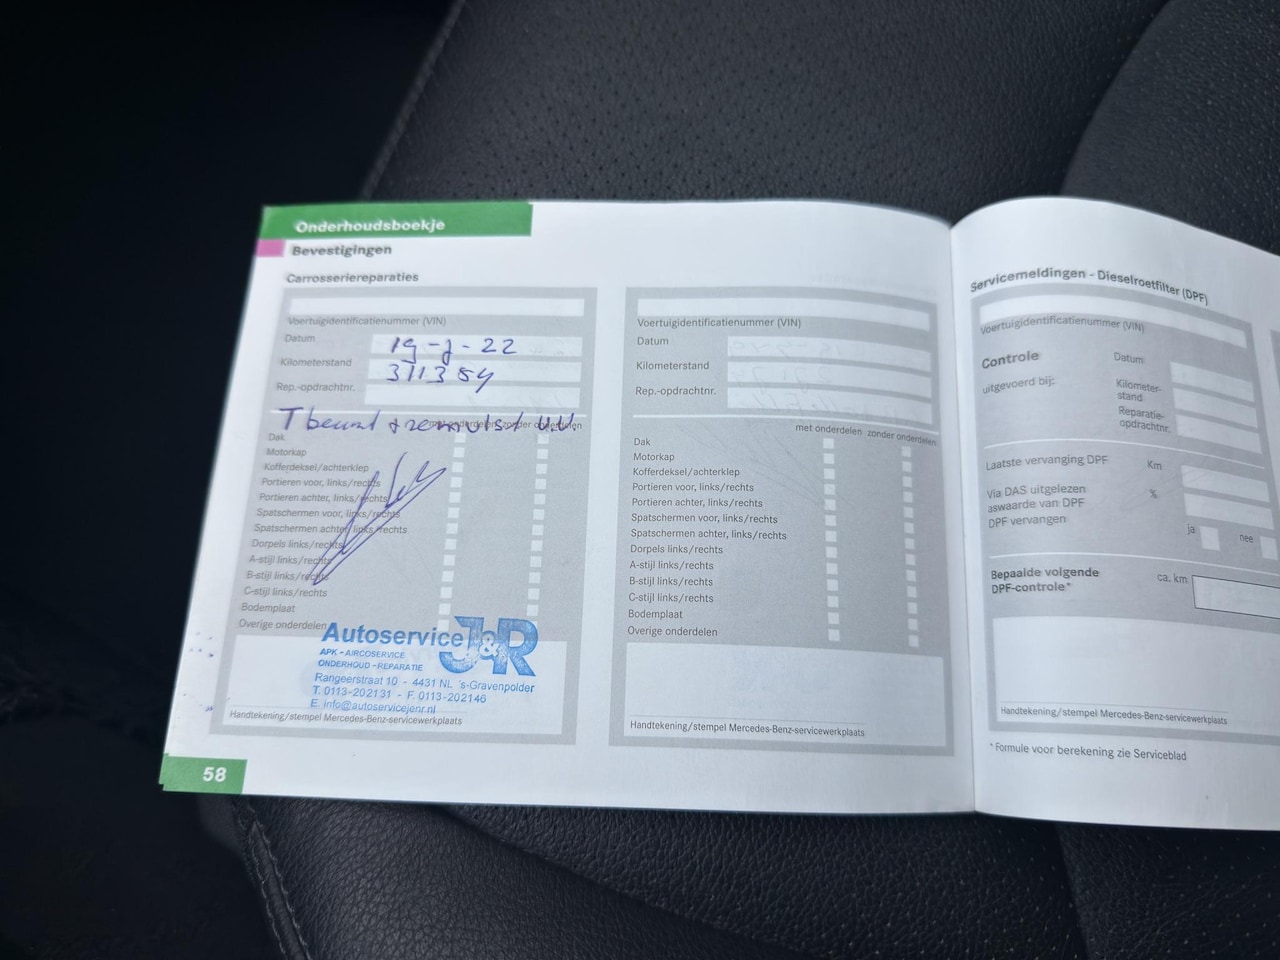 Onderhoudsboekje
Bevestigingen
Carrosseriereparaties
Voertuigidentificatienummer (VIN)
Datum 19-7-22
Kilometerstand 311384
Rep.-opdrachtnr.
T beurt +
met onderdelen zonder onderdelen
Dak
Motorkap
Kofferdeksel/achterklep
Portieren voor, links/rechts
Portieren achter, links/rechts
Spatschermen voor, links/rechts
Spatschermen achter, links/rechts
Dorpels links/rechts
A-stijl links/rechts
B-stijl links/rechts
C-stijl links/rechts
Bodemplaat
Overige onderdelen
Autoservice J&R
APK - AIRCOSERVICE
ONDERHOUD - REPARATIE
Rangeerstraat 10 - 4431 NL 's-Gravenpolder
T. 0113-202131 - F. 0113-202146
E. info@autoservicejenr.nl
Handtekening/stempel Mercedes-Benz-servicewerkplaats
58
Voertuigidentificatienummer (VIN)
Datum
Kilometerstand
Rep.-opdrachtnr.
met onderdelen zonder onderdelen
Dak
Motorkap
Kofferdeksel/achterklep
Portieren voor, links/rechts
Portieren achter, links/rechts
Spatschermen voor, links/rechts
Spatschermen achter, links/rechts
Dorpels links/rechts
A-stijl links/rechts
B-stijl links/rechts
C-stijl links/rechts
Bodemplaat
Overige onderdelen
Handtekening/stempel Mercedes-Benz-servicewerkplaats
Servicemeldingen - Dieselroetfilter (DPF)
Voertuigidentificatienummer (VIN)
Controle
uitgevoerd bij:
Datum
Kilometer-
stand
Reparatie-
opdrachtnr.
Laatste vervanging DPF Km
Via DAS uitgelezen %
aswaarde van DPF
DPF vervangen ja nee
Bepaalde volgende ca. km
DPF-controle*
Handtekening/stempel Mercedes-Benz-servicewerkplaats
* Formule voor berekening zie Serviceblad